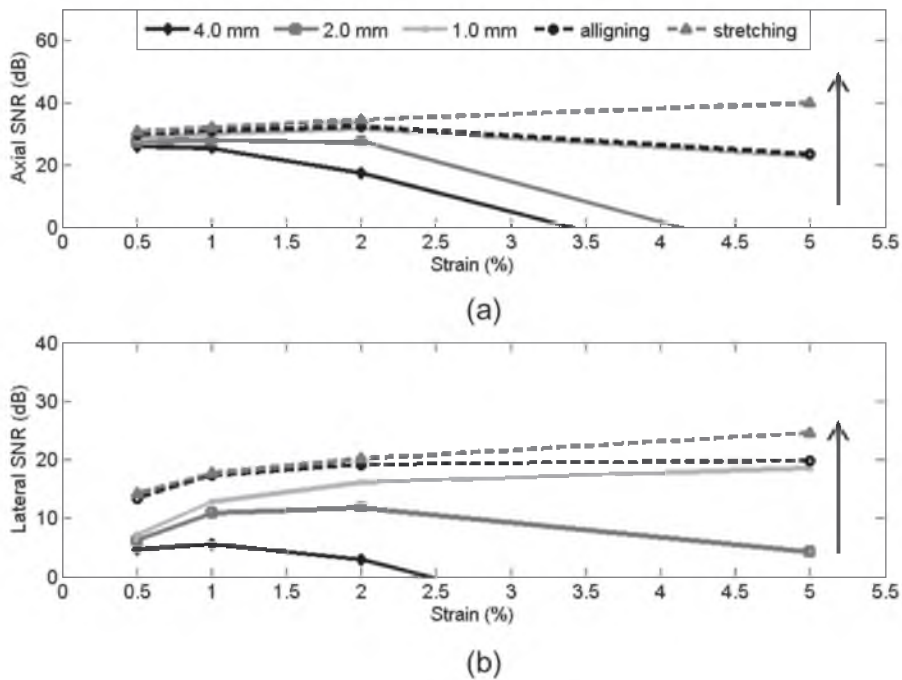 4.0 mm 2.0 mm 1.0 mm alligning stretching
Axial SNR (dB)
60
40
20
0
0 0.5 1 1.5 2 2.5 3 3.5 4 4.5 5 5.5
Strain (%)
(a)
Lateral SNR (dB)
40
30
20
10
0
0 0.5 1 1.5 2 2.5 3 3.5 4 4.5 5 5.5
Strain (%)
(b)